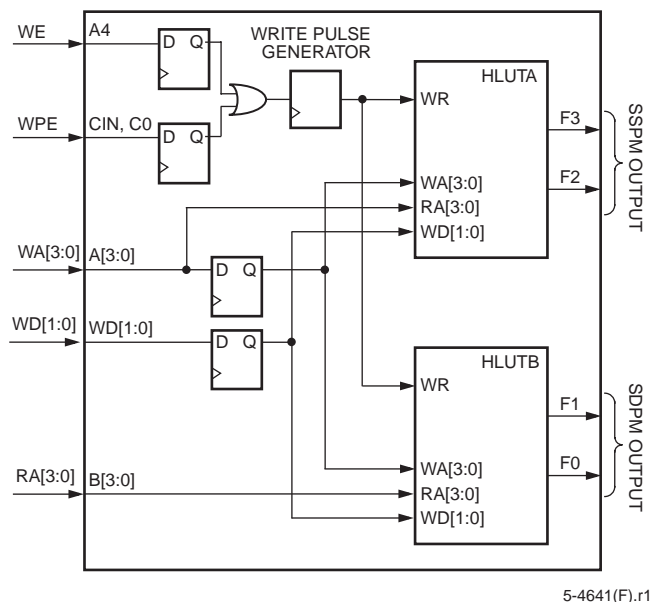 WE
A4
D Q
WRITE PULSE
GENERATOR
WPE
CIN, C0
D Q
WA[3:0]
A[3:0]
D Q
WD[1:0]
WD[1:0]
D Q
RA[3:0]
B[3:0]
HLUTA
WR
WA[3:0]
RA[3:0]
WD[1:0]
F3
F2
SSPM OUTPUT
HLUTB
WR
WA[3:0]
RA[3:0]
WD[1:0]
F1
F0
SDPM OUTPUT
5-4641(F).r1